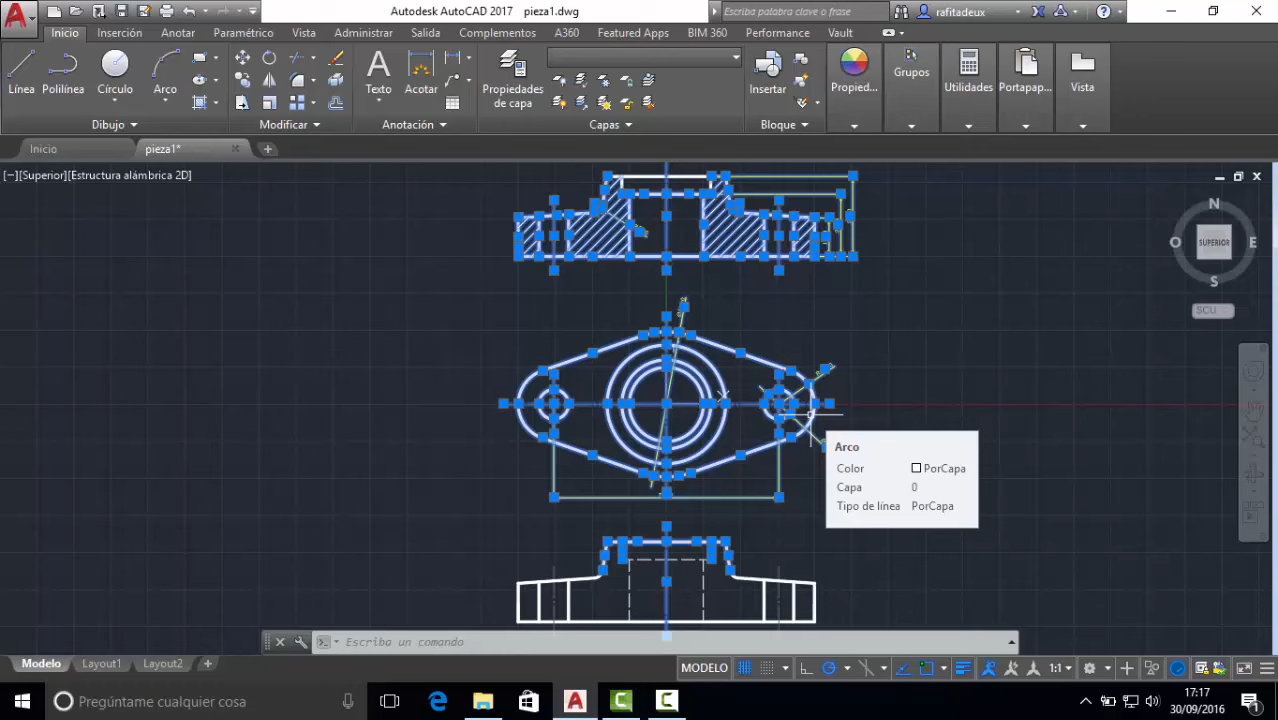 Autodesk AutoCAD 2017 pieza1.dwg
Escriba palabra clave o frase
rafitadeux
Inicio Inserción Anotar Paramétrico Vista Administrar Salida Complementos A360 Featured Apps BIM 360 Performance Vault
Línea Polilínea Círculo Arco
Texto Acotar
Propiedades de capa
Insertar
Propied... Grupos Utilidades Portapap... Vista
Dibujo Modificar Anotación Capas Bloque
Inicio pieza1*
[−][Superior][Estructura alámbrica 2D]
N
O SUPERIOR E
S
SCU
Arco
Color PorCapa
Capa 0
Tipo de línea PorCapa
Escriba un comando
Modelo Layout1 Layout2
MODELO 1:1
Pregúntame cualquier cosa
17:17
30/09/2016
1